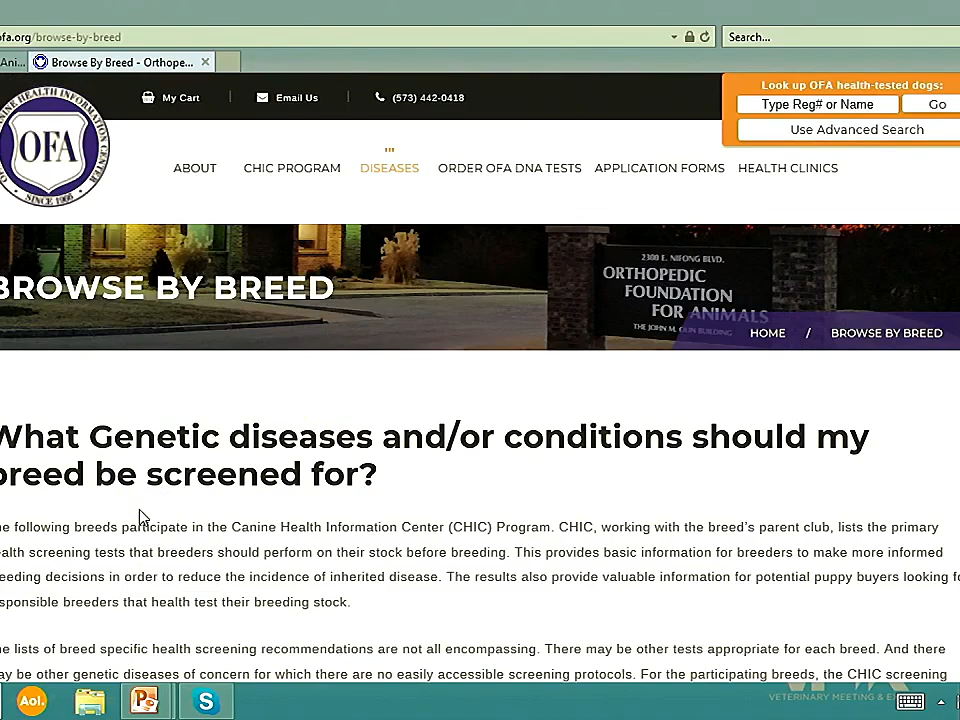 ofa.org/browse-by-breed
Search...
Ani...
Browse By Breed - Orthope...
My Cart
Email Us
(573) 442-0418
Look up OFA health-tested dogs:
Type Reg# or Name
Go
Use Advanced Search
CANINE HEALTH INFORMATION CENTER
OFA
SINCE 1966
ABOUT
CHIC PROGRAM
DISEASES
ORDER OFA DNA TESTS
APPLICATION FORMS
HEALTH CLINICS
BROWSE BY BREED
2300 E. NIFONG BLVD.
ORTHOPEDIC
FOUNDATION
FOR ANIMALS
THE JOHN M. OLIN BUILDING
HOME / BROWSE BY BREED
What Genetic diseases and/or conditions should my
breed be screened for?
he following breeds participate in the Canine Health Information Center (CHIC) Program. CHIC, working with the breed's parent club, lists the primary
alth screening tests that breeders should perform on their stock before breeding. This provides basic information for breeders to make more informed
eeding decisions in order to reduce the incidence of inherited disease. The results also provide valuable information for potential puppy buyers looking fo
sponsible breeders that health test their breeding stock.
he lists of breed specific health screening recommendations are not all encompassing. There may be other tests appropriate for each breed. And there
ay be other genetic diseases of concern for which there are no easily accessible screening protocols. For the participating breeds, the CHIC screening
Aol.
P
S
VETERINARY MEETING & E